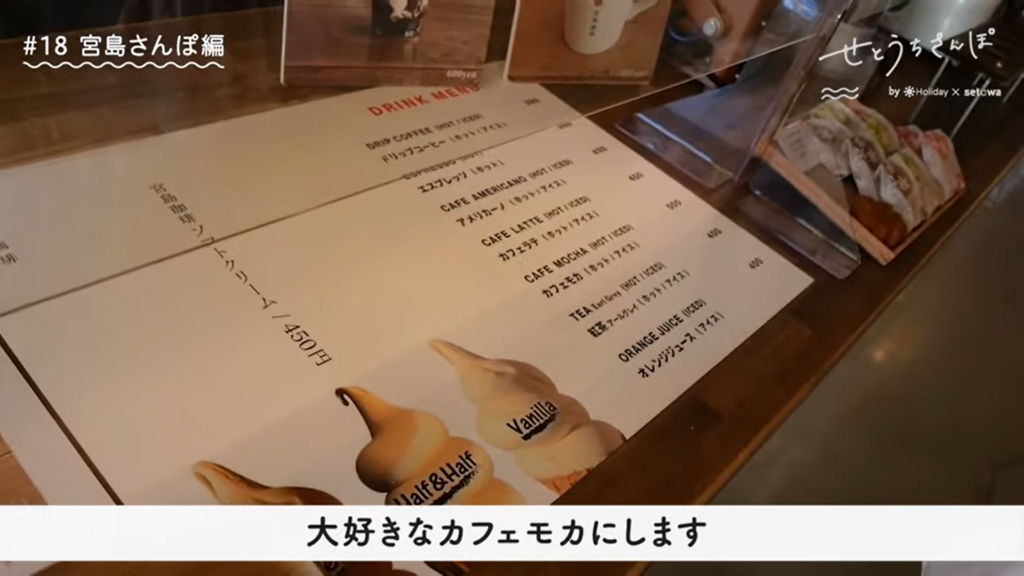 #18 宮島さんぽ編
せとうちさんぽ
by Holiday × setowa
600yen
DRINK MENU
DRIP COFFEE (HOT / ICED)
ドリップコーヒー (ホット/アイス)
ESPRESSO (HOT)
エスプレッソ (ホット)
CAFE AMERICANO (HOT / ICED)
アメリカーノ (ホット/アイス)
400
CAFE LATTE (HOT / ICED)
カフェラテ (ホット/アイス)
450
CAFE MOCHA (HOT / ICED)
カフェモカ (ホット/アイス)
500
TEA Earl Grey (HOT / ICED)
紅茶 アールグレイ (ホット/アイス)
400
ORANGE JUICE (ICED)
オレンジジュース (アイス)
400
宮島珈琲ソフトクリーム / 450円
珈琲
Vanilla
Half&Half
大好きなカフェモカにします